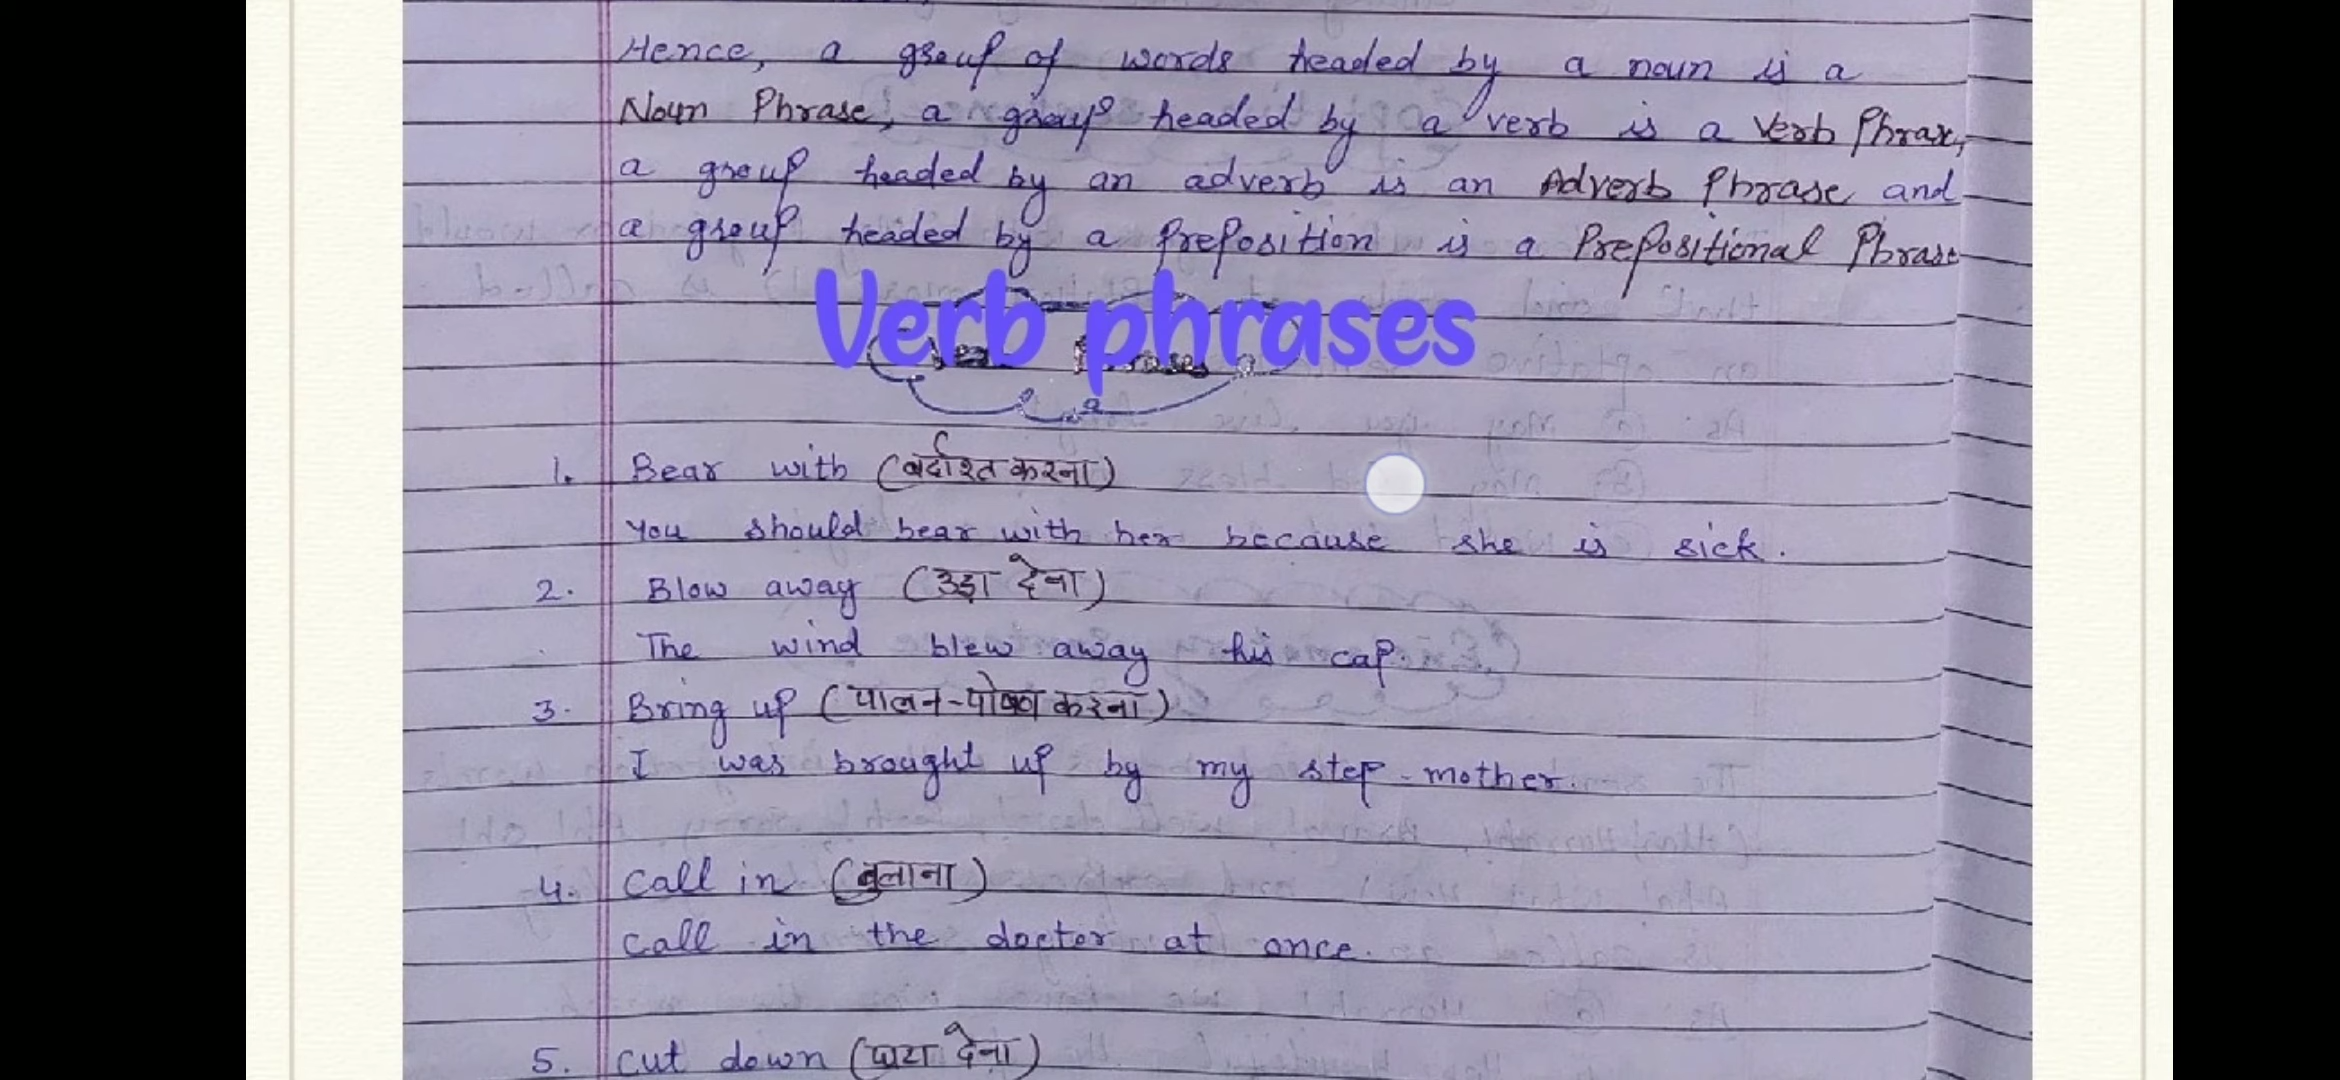 Hence, a group of words headed by a noun is a
Noun Phrase, a group headed by a verb is a Verb Phrase,
a group headed by an adverb is an Adverb Phrase and
a group headed by a preposition is a Prepositional Phrase
Verb phrases
1. Bear with (बर्दाश्त करना)
You should bear with her because she is sick.
2. Blow away (उड़ा देना)
The wind blew away his cap.
3. Bring up (पालन-पोषण करना)
I was brought up by my step-mother.
4. Call in (बुलाना)
Call in the doctor at once.
5. Cut down (घटा देना)